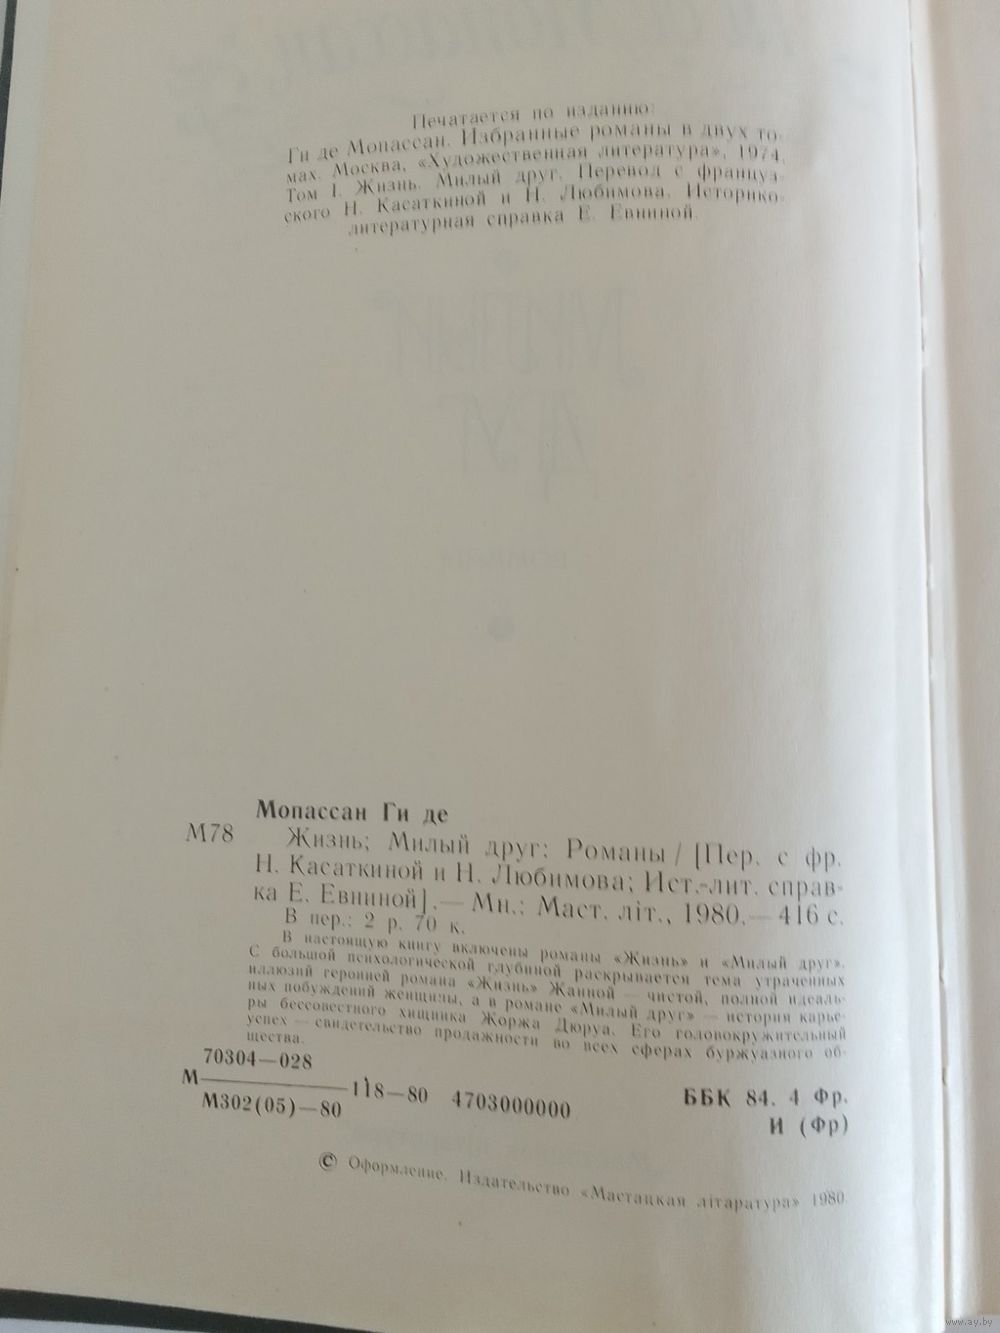 Печатается по изданию:
Ги де Мопассан. Избранные романы в двух то-
мах. Москва, «Художественная литература», 1974.
Том 1. Жизнь. Милый друг. Перевод с француз-
ского Н. Касаткиной и Н. Любимова. Историко-
литературная справка Е. Евниной.
МИЛЫЙ
ДРУГ
Мопассан Ги де
М78
Жизнь; Милый друг: Романы / [Пер. с фр.
Н. Касаткиной и Н. Любимова; Ист.-лит. справ-
ка Е. Евниной].— Мн.: Маст. літ., 1980.— 416 с.
В пер.: 2 р. 70 к.
В настоящую книгу включены романы «Жизнь» и «Милый друг».
С большой психологической глубиной раскрывается тема утраченных
иллюзий героиней романа «Жизнь» Жанной — чистой, полной идеаль-
ных побуждений женщины, а в романе «Милый друг» — история карье-
ры бессовестного хищника Жоржа Дюруа. Его головокружительный
успех — свидетельство продажности во всех сферах буржуазного об-
щества.
70304—028
М 118—80 4703000000
М302(05)—80
ББК 84. 4 Фр.
И (Фр)
© Оформление. Издательство «Мастацкая літаратура» 1980
www.ay.by